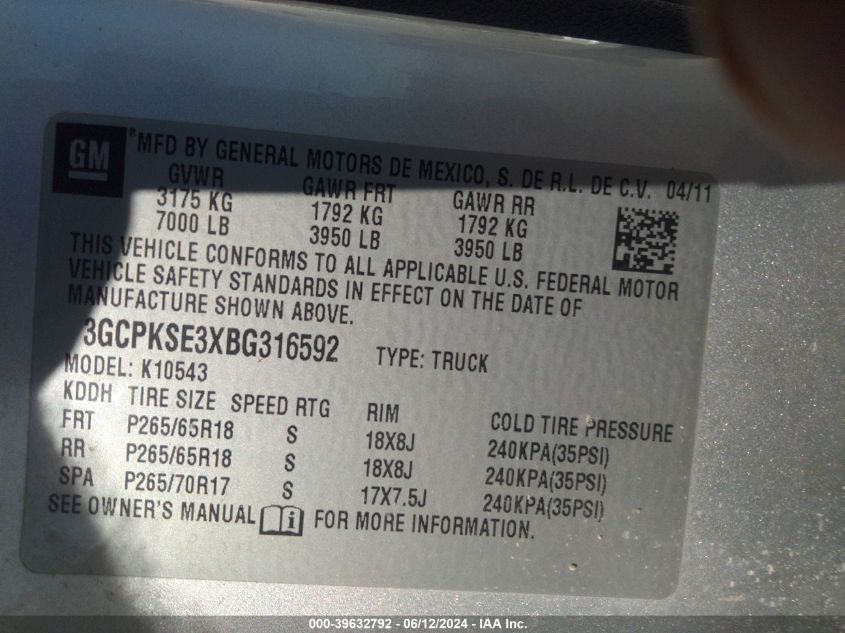 GM ®MFD BY GENERAL MOTORS DE MEXICO, S. DE R.L. DE C.V. 04/11
GVWR GAWR FRT GAWR RR
3175 KG 1792 KG 1792 KG
7000 LB 3950 LB 3950 LB
THIS VEHICLE CONFORMS TO ALL APPLICABLE U.S. FEDERAL MOTOR
VEHICLE SAFETY STANDARDS IN EFFECT ON THE DATE OF
MANUFACTURE SHOWN ABOVE.
3GCPKSE3XBG316592 TYPE: TRUCK
MODEL: K10543
KDDH TIRE SIZE SPEED RTG RIM COLD TIRE PRESSURE
FRT P265/65R18 S 18X8J 240KPA(35PSI)
RR P265/65R18 S 18X8J 240KPA(35PSI)
SPA P265/70R17 S 17X7.5J 240KPA(35PSI)
SEE OWNER'S MANUAL i FOR MORE INFORMATION.
000-39632792 - 06/12/2024 - IAA Inc.